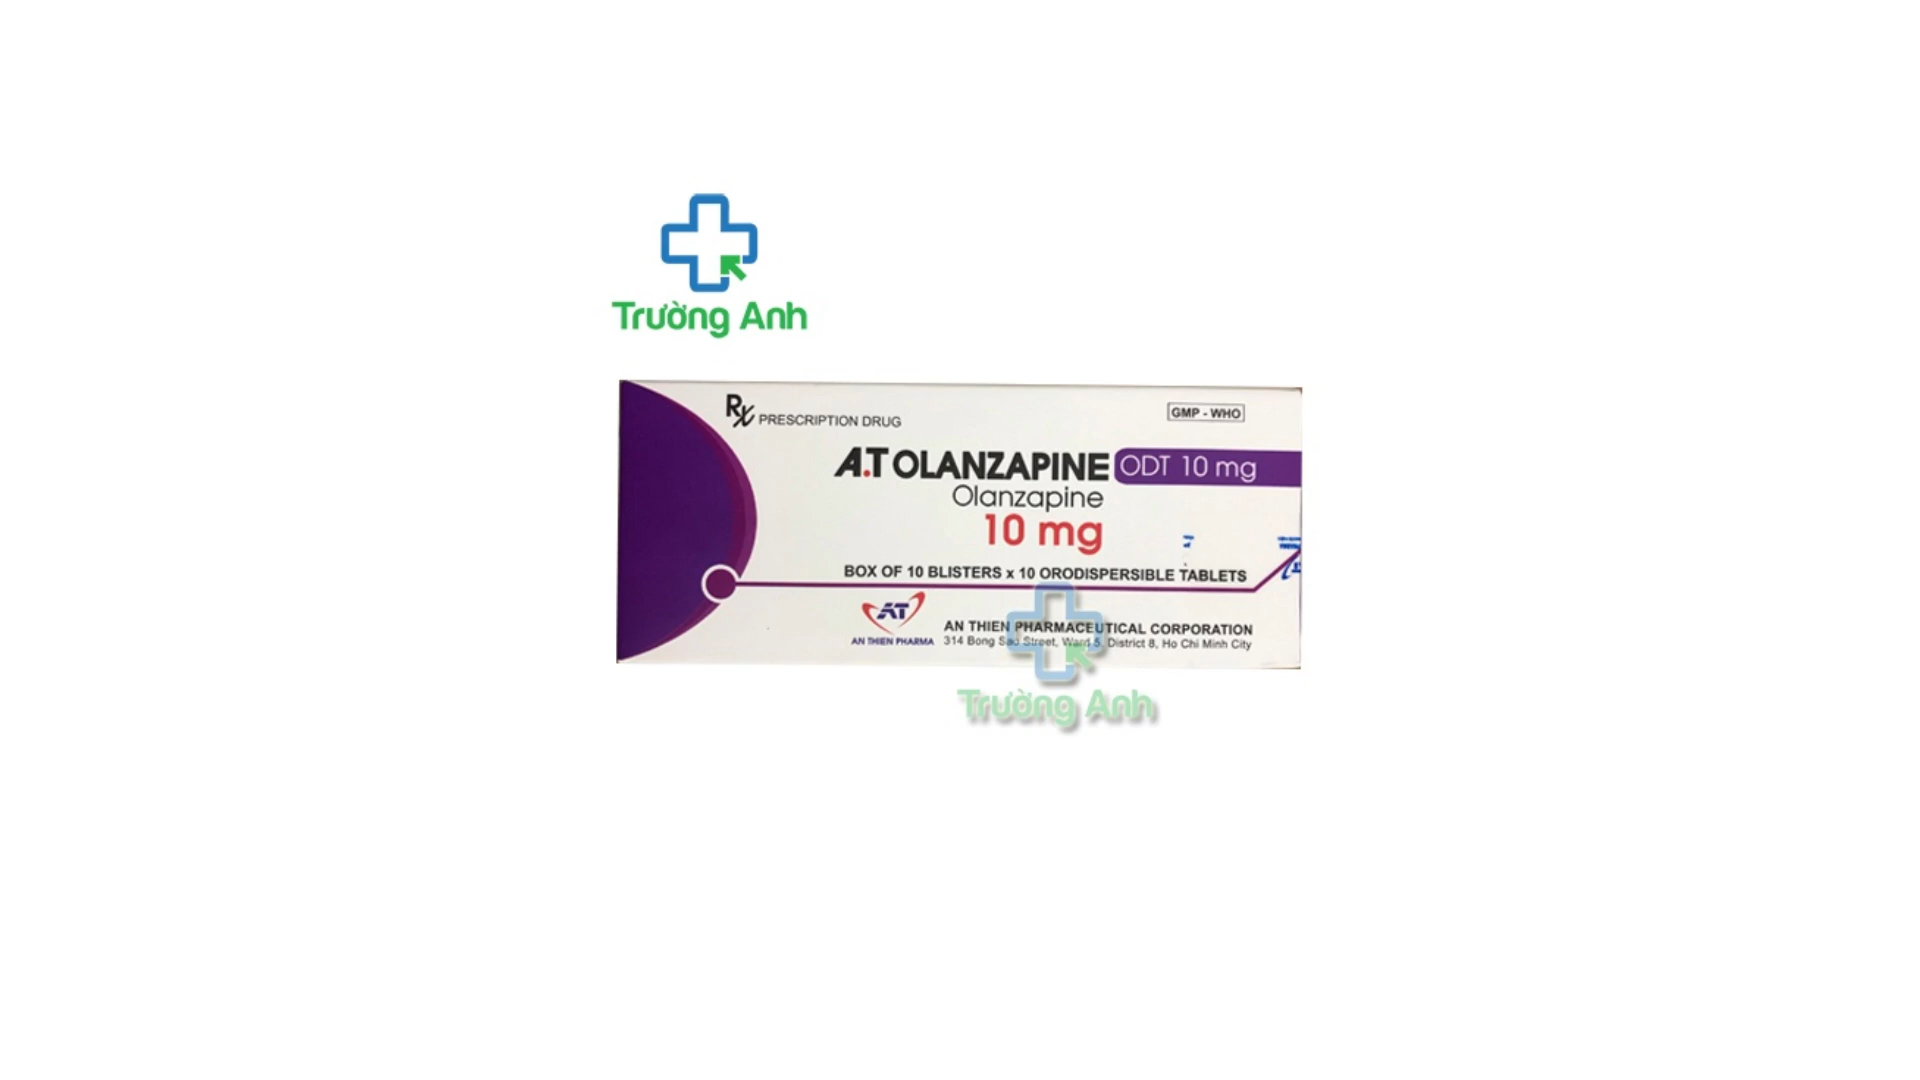 Trường Anh
Rx PRESCRIPTION DRUG
GMP - WHO
A.T OLANZAPINE ODT 10 mg
Olanzapine
10 mg
BOX OF 10 BLISTERS x 10 ORODISPERSIBLE TABLETS
AT
AN THIEN PHARMA
AN THIEN PHARMACEUTICAL CORPORATION
314 Bong Sao Street, Ward 5, District 8, Ho Chi Minh City
Trường Anh